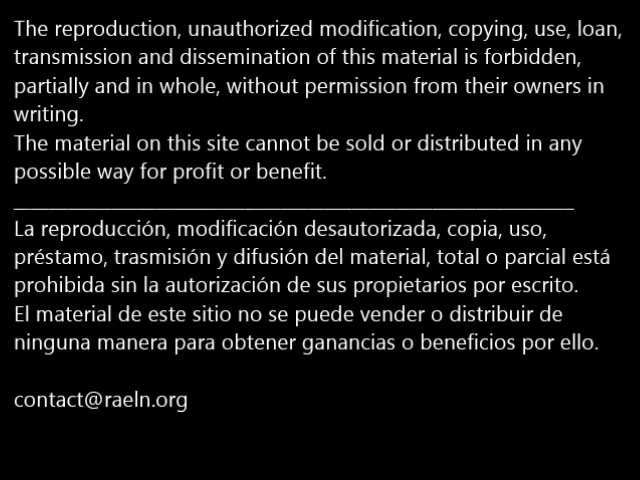 The reproduction, unauthorized modification, copying, use, loan,
transmission and dissemination of this material is forbidden,
partially and in whole, without permission from their owners in
writing.
The material on this site cannot be sold or distributed in any
possible way for profit or benefit.
La reproducción, modificación desautorizada, copia, uso,
préstamo, trasmisión y difusión del material, total o parcial está
prohibida sin la autorización de sus propietarios por escrito.
El material de este sitio no se puede vender o distribuir de
ninguna manera para obtener ganancias o beneficios por ello.
contact@raeln.org